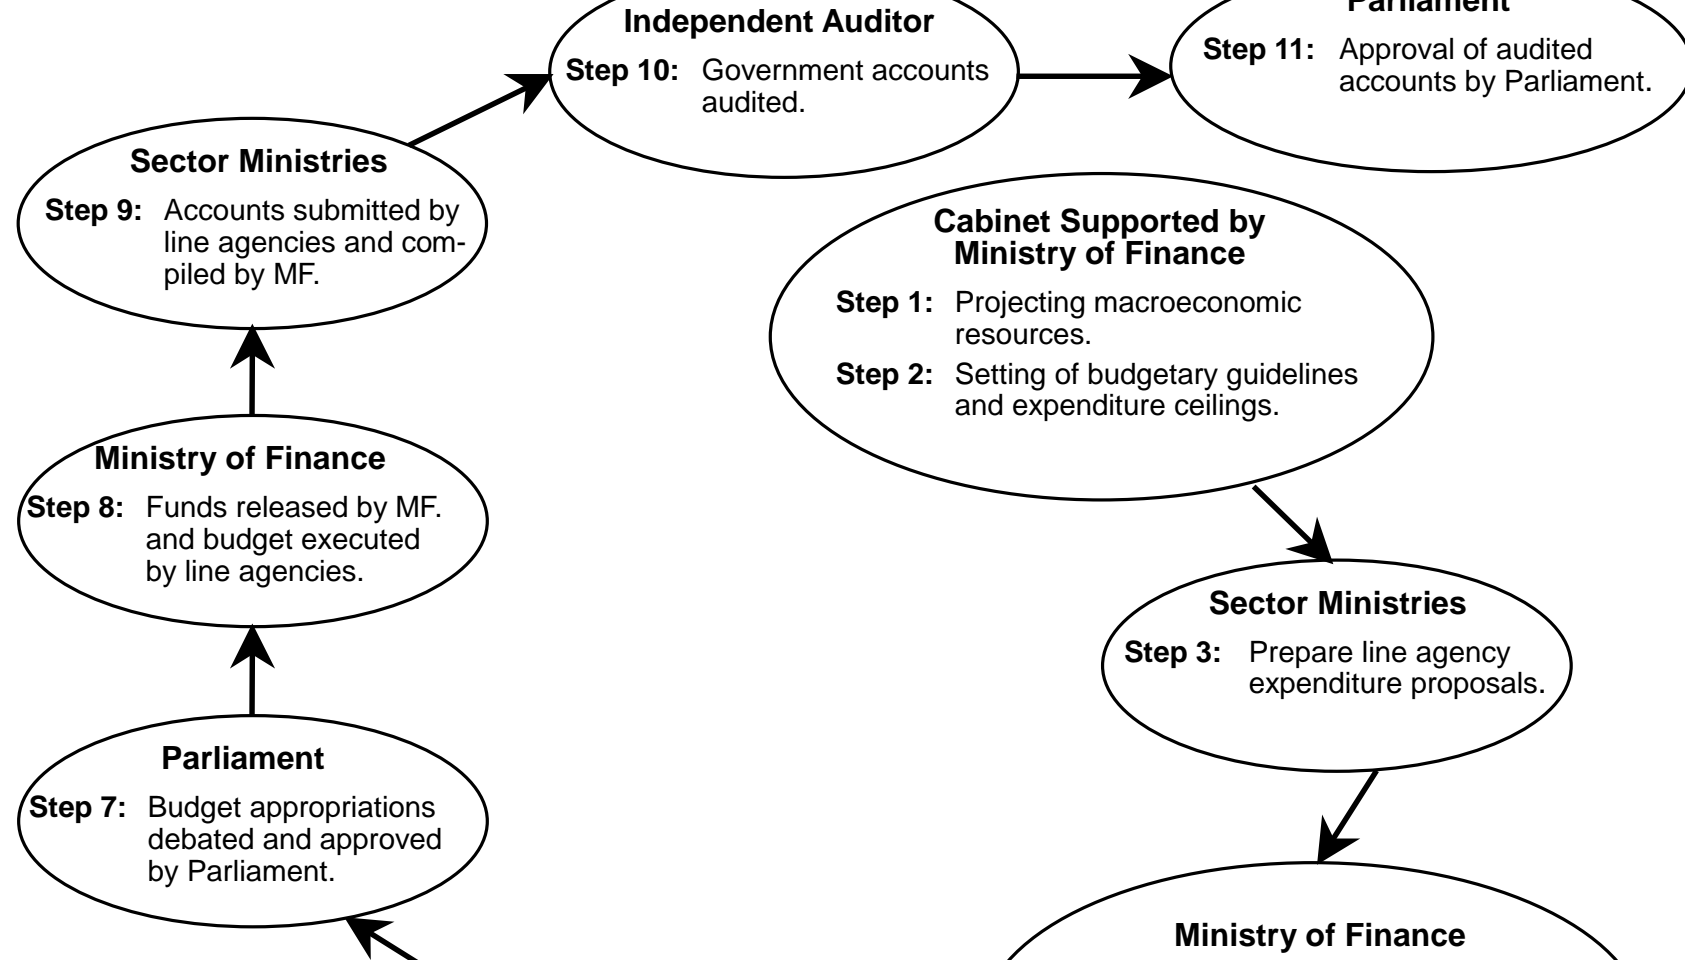 Independent Auditor
Step 10: Government accounts
audited.
Parliament
Step 11: Approval of audited
accounts by Parliament.
Sector Ministries
Step 9: Accounts submitted by
line agencies and com-
piled by MF.
Cabinet Supported by
Ministry of Finance
Step 1: Projecting macroeconomic
resources.
Step 2: Setting of budgetary guidelines
and expenditure ceilings.
Ministry of Finance
Step 8: Funds released by MF.
and budget executed
by line agencies.
Sector Ministries
Step 3: Prepare line agency
expenditure proposals.
Parliament
Step 7: Budget appropriations
debated and approved
by Parliament.
Ministry of Finance